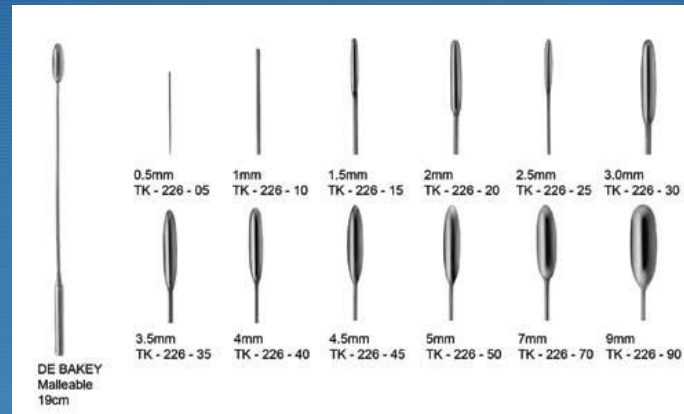 0.5mm
TK - 226 - 05
1mm
TK - 226 - 10
1.5mm
TK - 226 - 15
2mm
TK - 226 - 20
2.5mm
TK - 226 - 25
3.0mm
TK - 226 - 30
3.5mm
TK - 226 - 35
4mm
TK - 226 - 40
4.5mm
TK - 226 - 45
5mm
TK - 226 - 50
7mm
TK - 226 - 70
9mm
TK - 226 - 90
DE BAKEY
Malleable
19cm